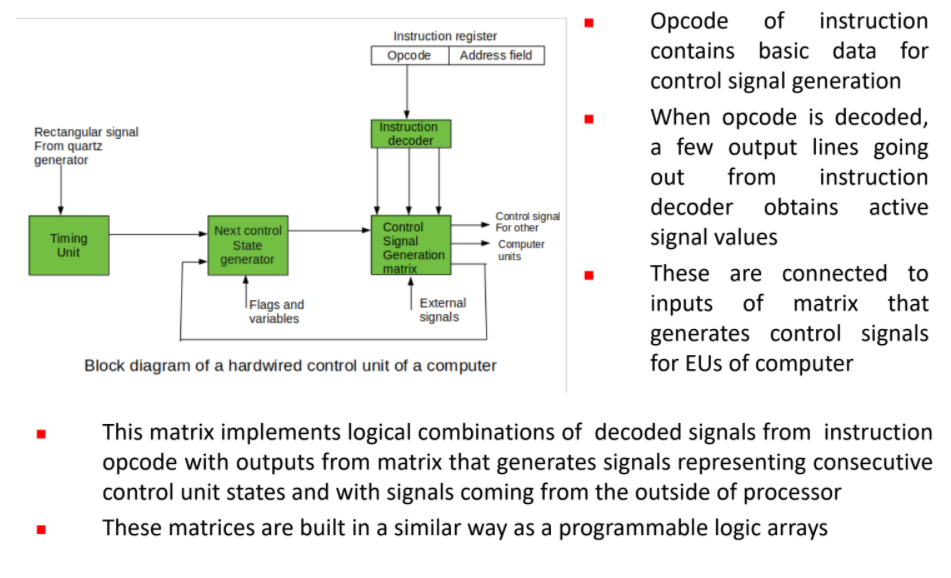 Instruction register
Opcode
Address field
Rectangular signal
From quartz
generator
Instruction
decoder
Timing
Unit
Next control
State
generator
Control
Signal
Generation
matrix
Control signal
For other
Computer
units
Flags and
variables
External
signals
Block diagram of a hardwired control unit of a computer
Opcode of instruction
contains basic data for
control signal generation
When opcode is decoded,
a few output lines going
out from instruction
decoder obtains active
signal values
These are connected to
inputs of matrix that
generates control signals
for EUs of computer
This matrix implements logical combinations of decoded signals from instruction
opcode with outputs from matrix that generates signals representing consecutive
control unit states and with signals coming from the outside of processor
These matrices are built in a similar way as a programmable logic arrays